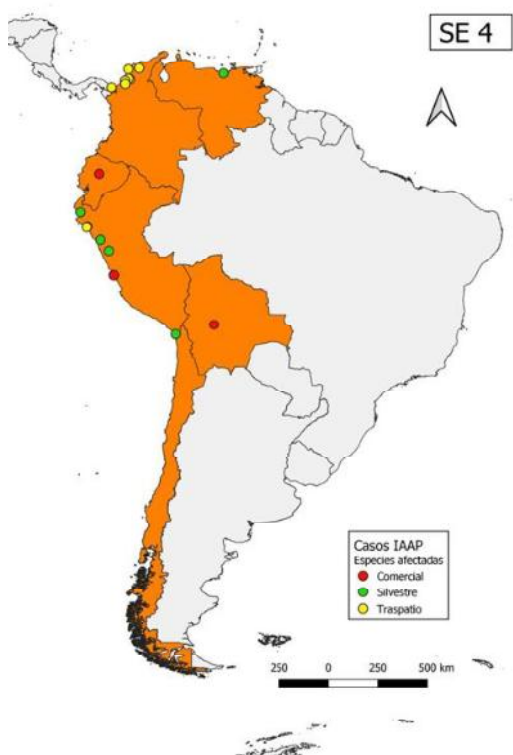 SE 4
Casos IAAP
Especies afectadas
Comercial
Silvestre
Traspatio
250 0 250 500 km